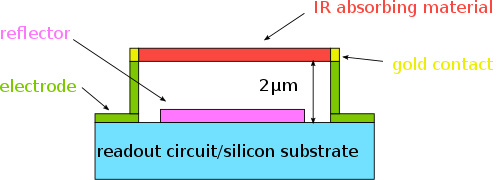 IR absorbing material
reflector
gold contact
electrode
2μm
readout circuit/silicon substrate